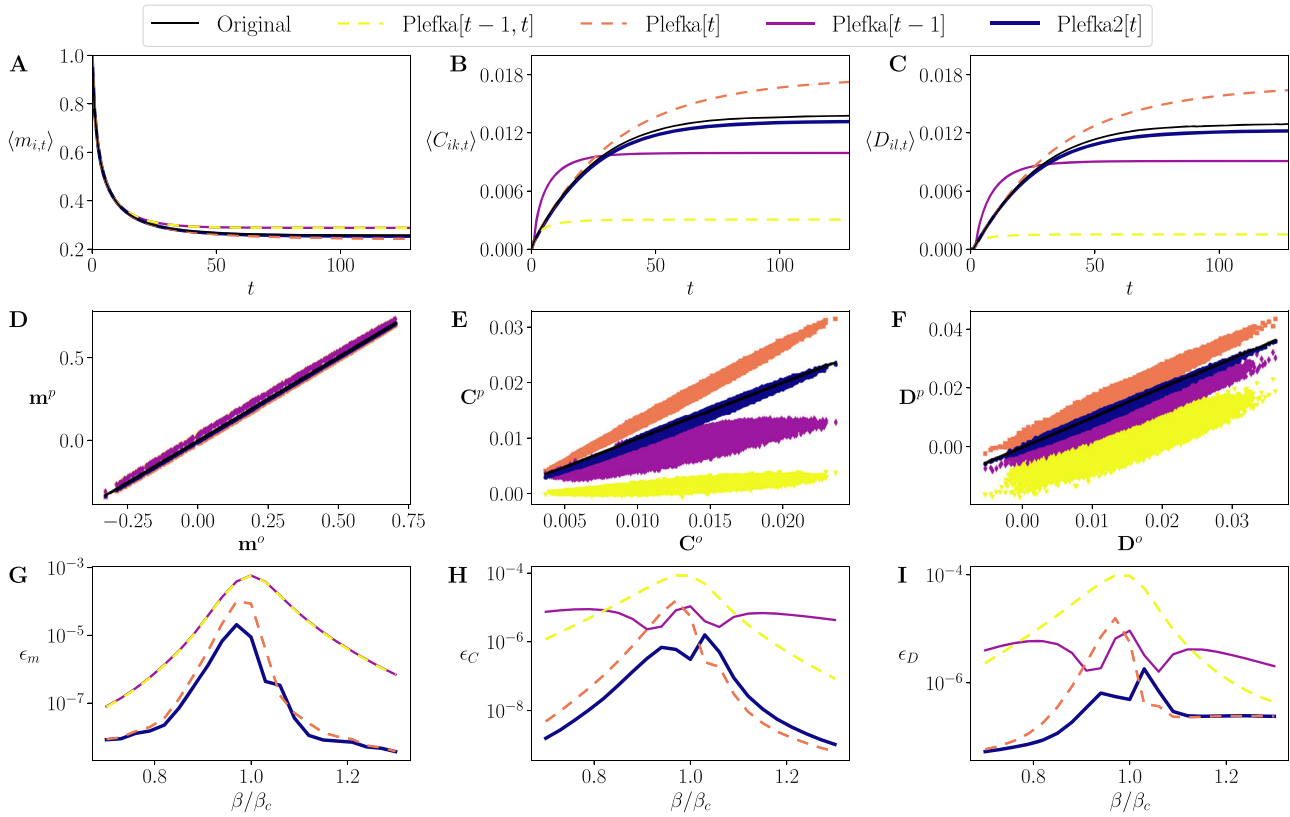 Original Plefka[t − 1, t] Plefka[t] Plefka[t − 1] Plefka2[t]
A B C
1.0
0.8
0.6
0.4
0.2
⟨m_{i,t}⟩
0 50 100
t
0.018
0.012
0.006
0.000
⟨C_{ik,t}⟩
0 50 100
t
0.018
0.012
0.006
0.000
⟨D_{il,t}⟩
0 50 100
t
D E F
0.5
0.0
m^p
−0.25 0.00 0.25 0.50 0.75
m^o
0.03
0.02
0.01
0.00
C^p
0.005 0.010 0.015 0.020
C^o
0.04
0.02
0.00
D^p
0.00 0.01 0.02 0.03
D^o
G H I
10^{−3}
10^{−5}
10^{−7}
ϵ_m
0.8 1.0 1.2
β/β_c
10^{−4}
10^{−6}
10^{−8}
ϵ_C
0.8 1.0 1.2
β/β_c
10^{−4}
10^{−6}
ϵ_D
0.8 1.0 1.2
β/β_c